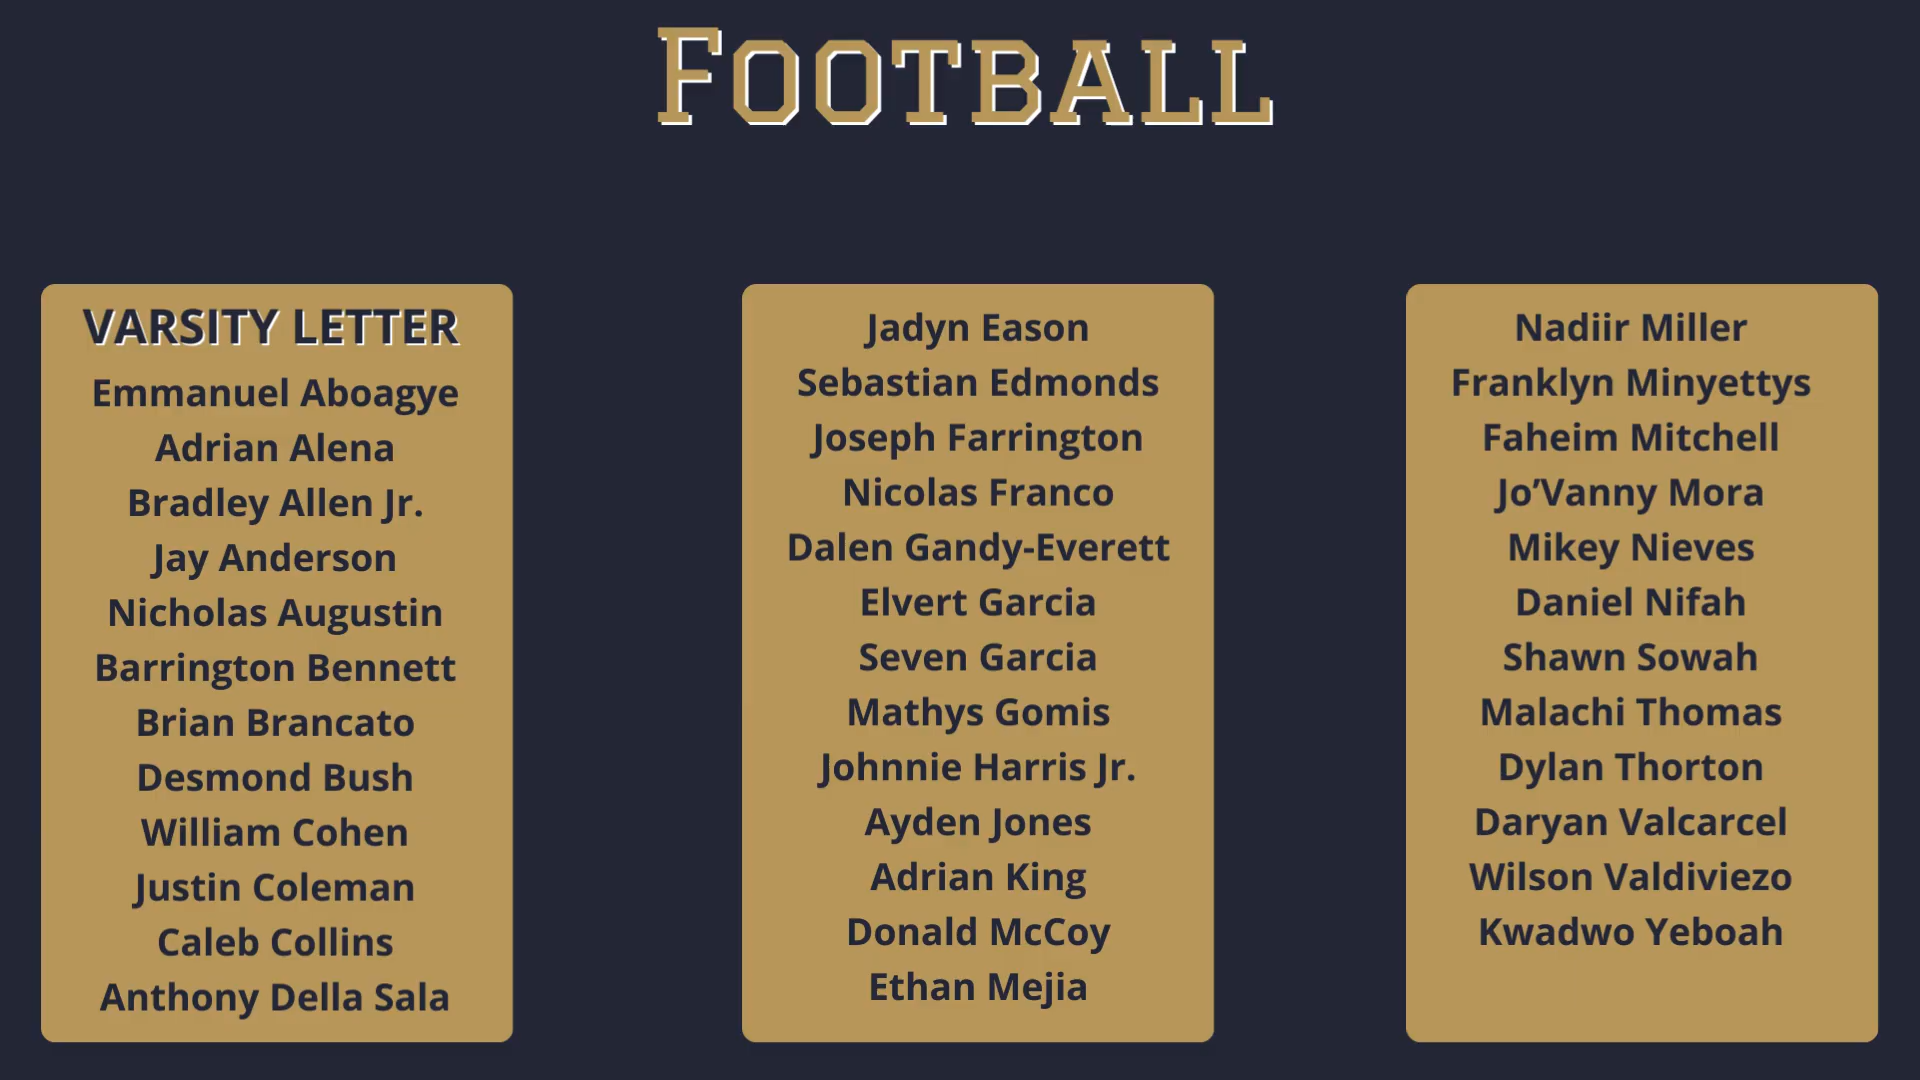 Football
VARSITY LETTER
Emmanuel Aboagye
Adrian Alena
Bradley Allen Jr.
Jay Anderson
Nicholas Augustin
Barrington Bennett
Brian Brancato
Desmond Bush
William Cohen
Justin Coleman
Caleb Collins
Anthony Della Sala
Jadyn Eason
Sebastian Edmonds
Joseph Farrington
Nicolas Franco
Dalen Gandy-Everett
Elvert Garcia
Seven Garcia
Mathys Gomis
Johnnie Harris Jr.
Ayden Jones
Adrian King
Donald McCoy
Ethan Mejia
Nadiir Miller
Franklyn Minyettys
Faheim Mitchell
Jo’Vanny Mora
Mikey Nieves
Daniel Nifah
Shawn Sowah
Malachi Thomas
Dylan Thorton
Daryan Valcarcel
Wilson Valdiviezo
Kwadwo Yeboah